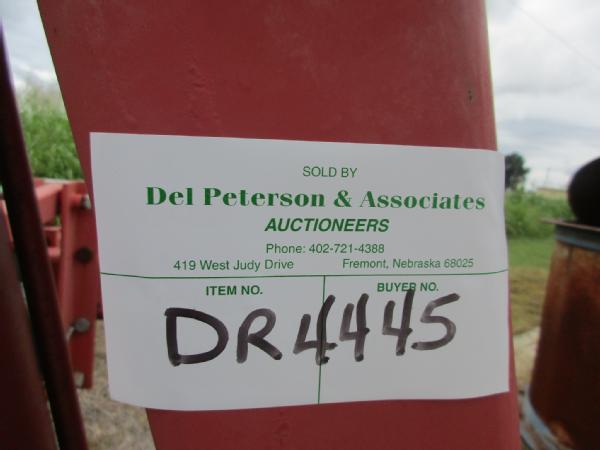 SOLD BY
Del Peterson & Associates
AUCTIONEERS
Phone: 402-721-4388
419 West Judy Drive Fremont, Nebraska 68025
ITEM NO. BUYER NO.
DR4445